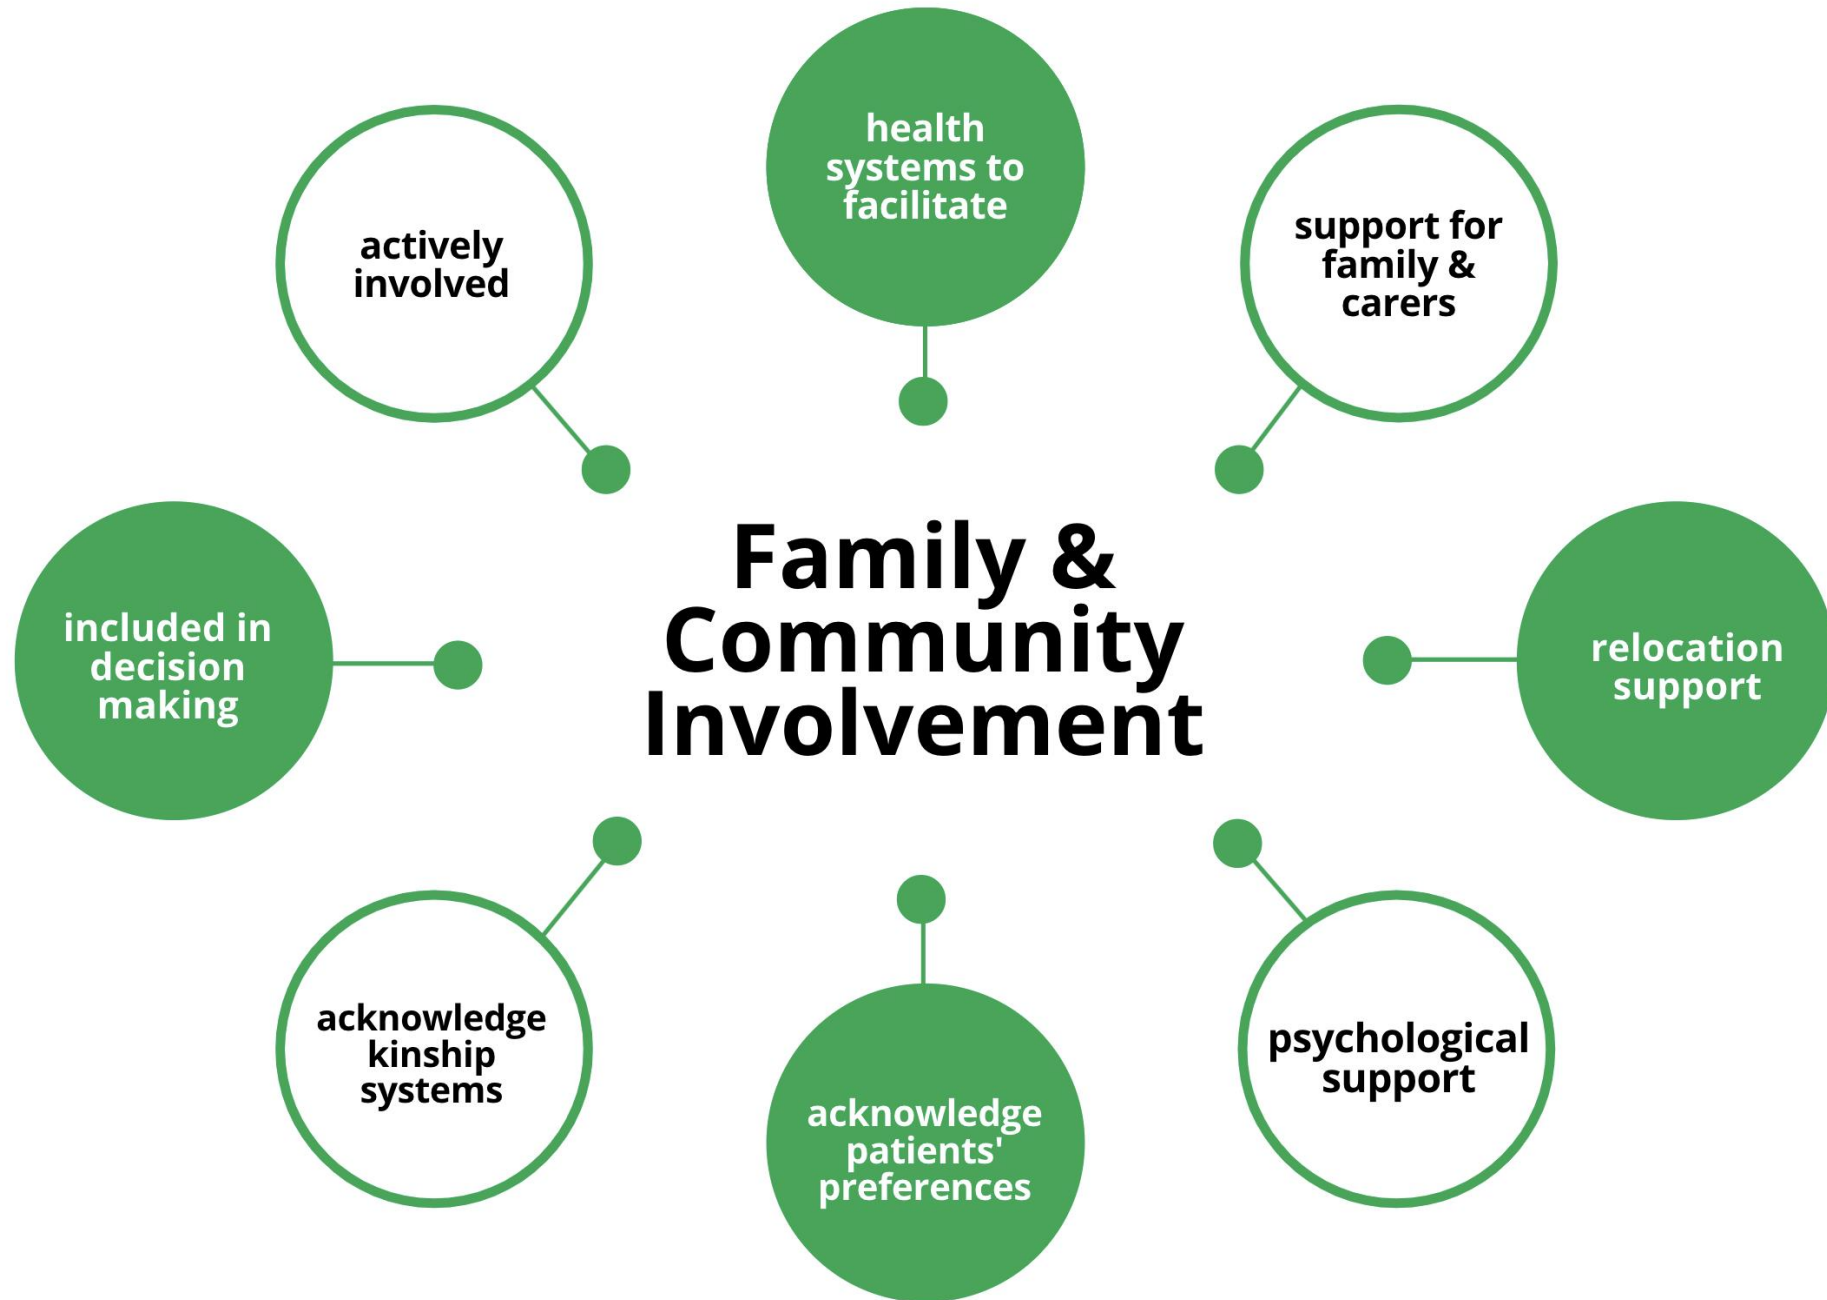 health
systems to
facilitate
actively
involved
support for
family &
carers
Family &
Community
Involvement
included in
decision
making
relocation
support
acknowledge
kinship
systems
acknowledge
patients'
preferences
psychological
support